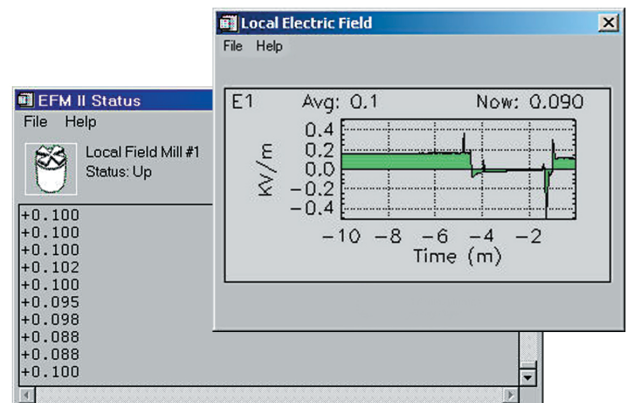 Local Electric Field
File Help
E1 Avg: 0.1 Now: 0.090
0.4
0.2
0.0
-0.2
-0.4
KV/m
-10 -8 -6 -4 -2
Time (m)
EFM II Status
File Help
Local Field Mill #1
Status: Up
+0.100
+0.100
+0.100
+0.102
+0.100
+0.095
+0.098
+0.088
+0.088
+0.100